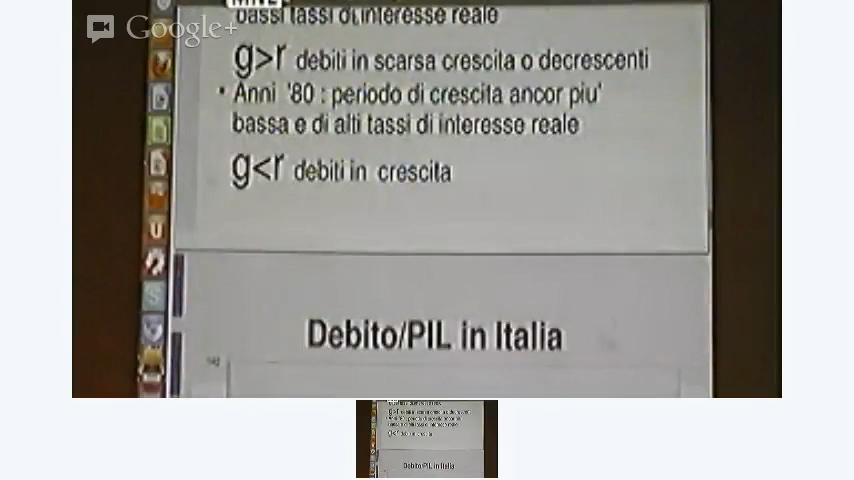 Google+
bassi tassi di interesse reale
g>r debiti in scarsa crescita o decrescenti
• Anni '80 : periodo di crescita ancor piu'
bassa e di alti tassi di interesse reale
g<r debiti in crescita
Debito/PIL in Italia
Debito/PIL in Italia